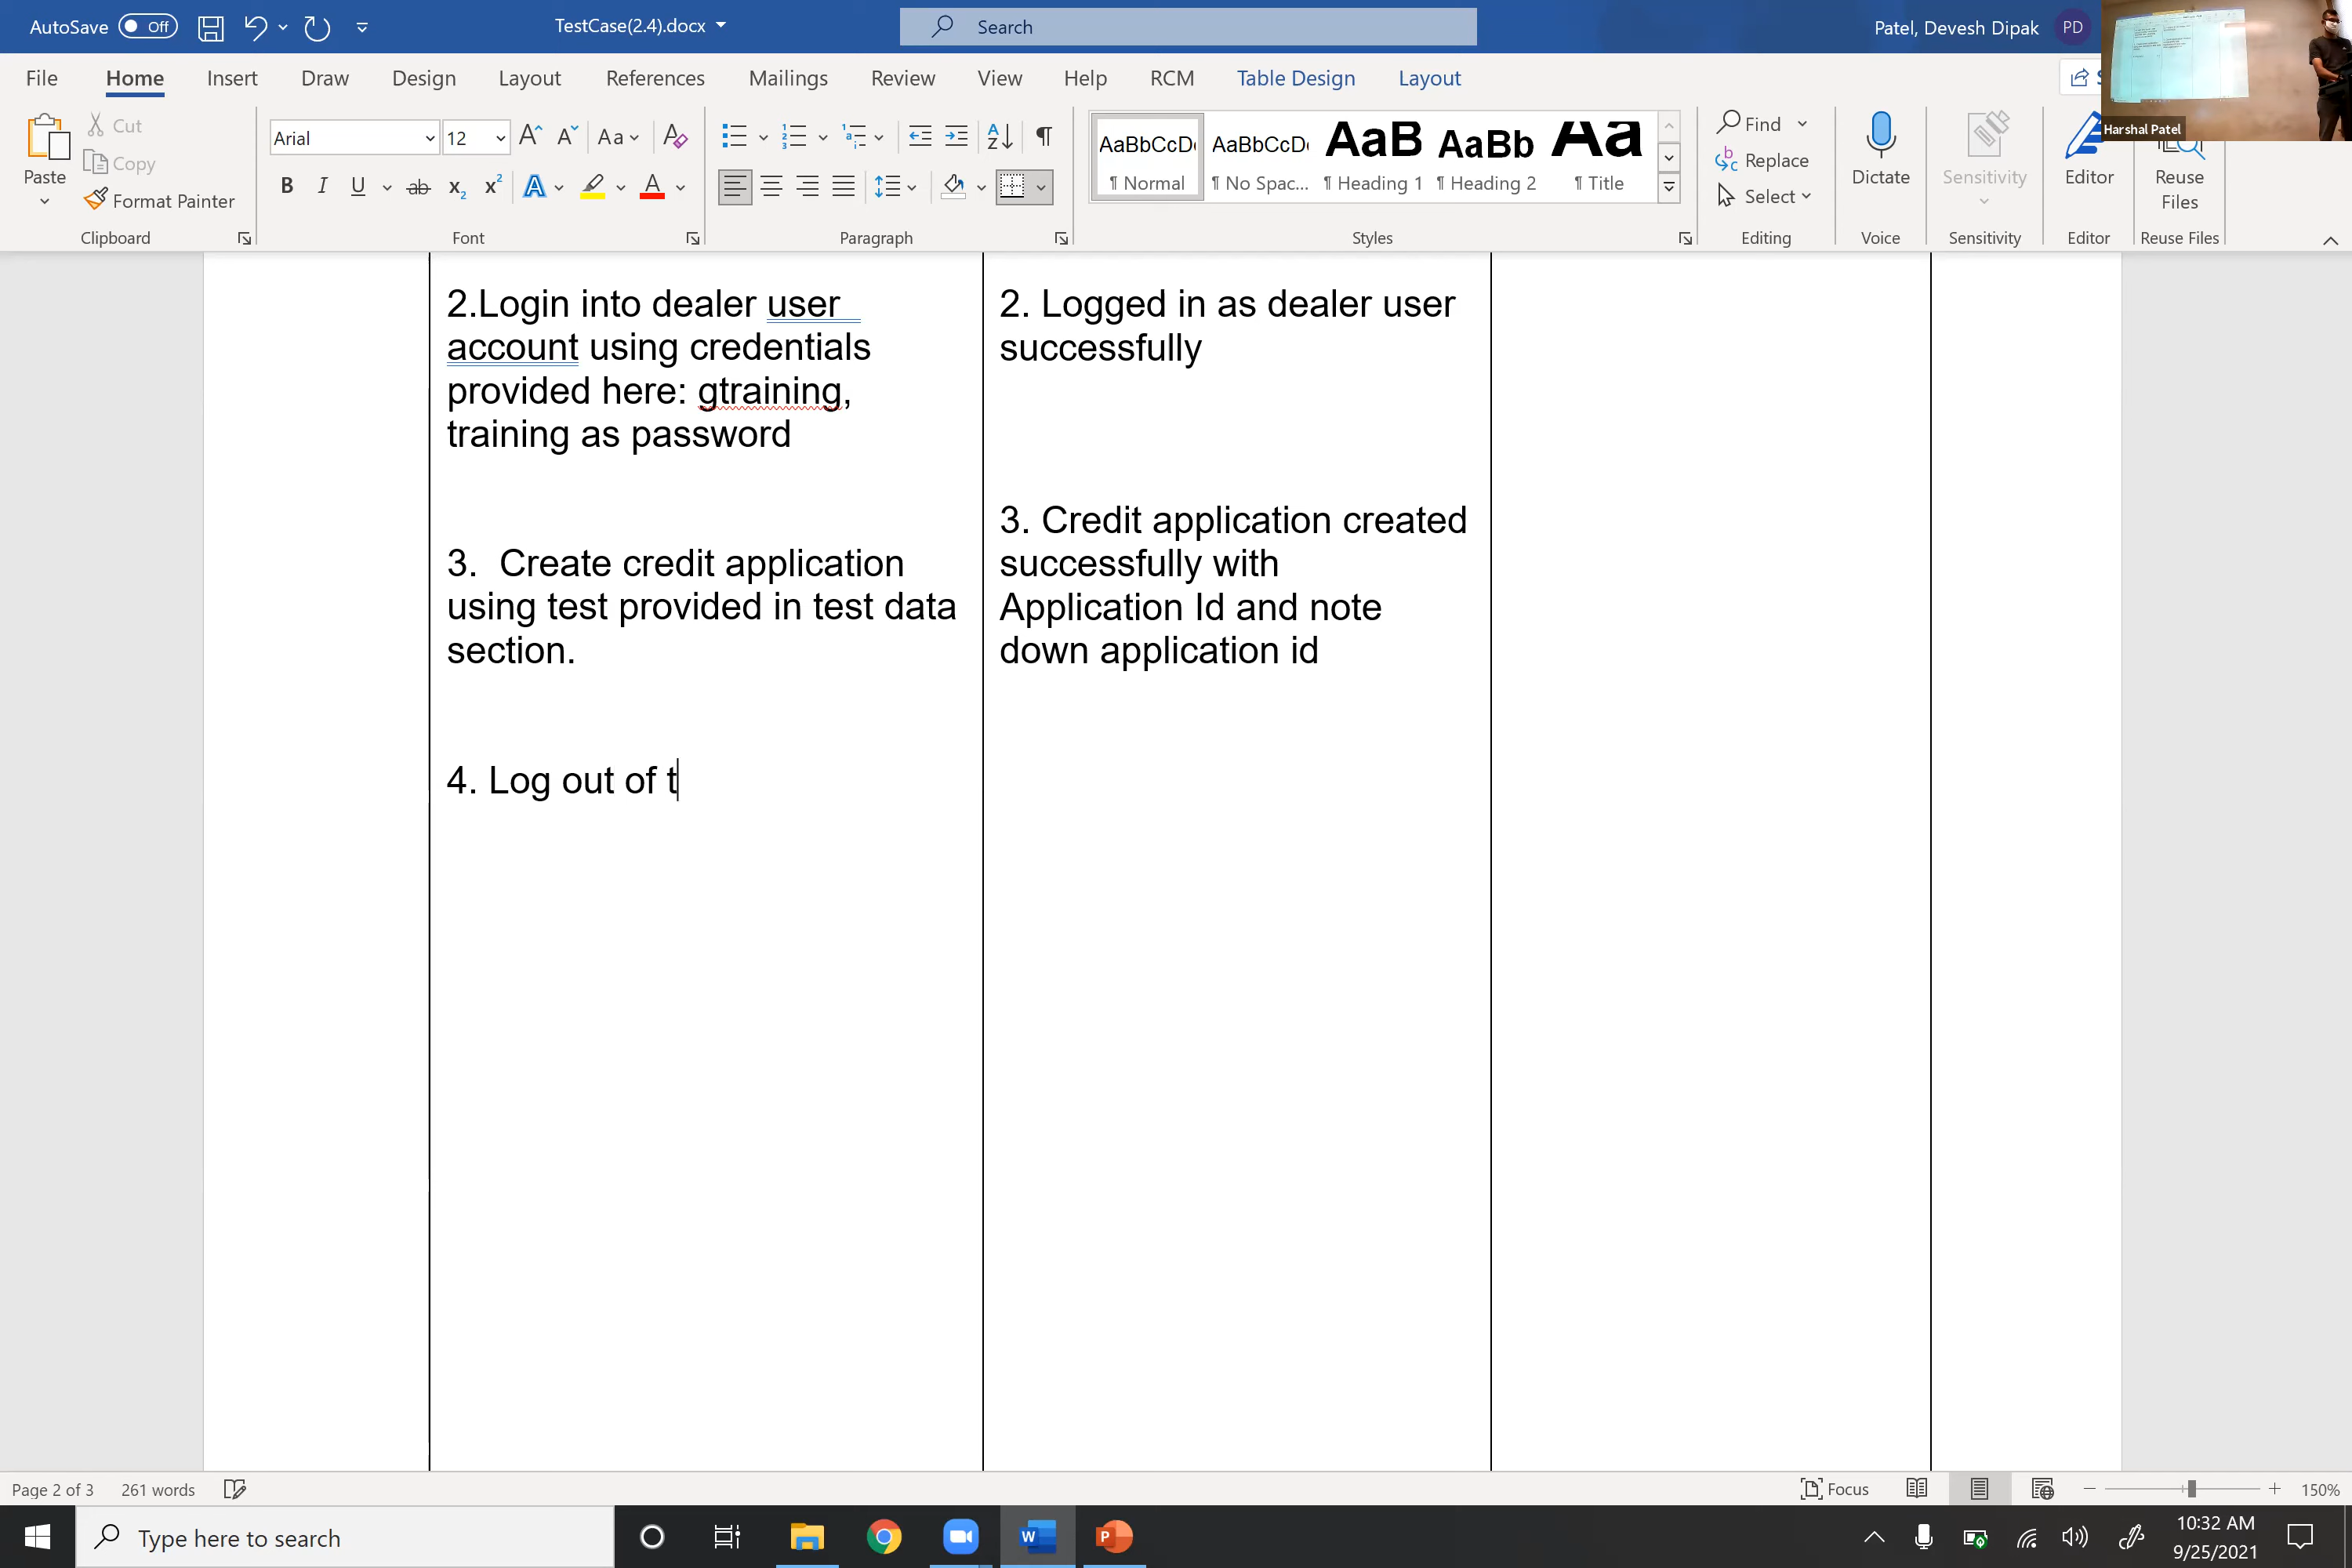 AutoSave Off
TestCase(2.4).docx
Search
Patel, Devesh Dipak PD
File Home Insert Draw Design Layout References Mailings Review View Help RCM Table Design Layout
Harshal Patel
Paste
Cut
Copy
Format Painter
Clipboard
Arial 12
Font
Paragraph
AaBbCcD AaBbCcD AaB AaBb Aa
¶ Normal ¶ No Spac... ¶ Heading 1 ¶ Heading 2 ¶ Title
Styles
Find
Replace
Select
Editing
Dictate
Voice
Sensitivity
Sensitivity
Editor
Editor
Reuse
Files
Reuse Files
2.Login into dealer user
account using credentials
provided here: gtraining,
training as password
3.  Create credit application
using test provided in test data
section.
4. Log out of t
2. Logged in as dealer user
successfully
3. Credit application created
successfully with
Application Id and note
down application id
Page 2 of 3 261 words
Focus
150%
Type here to search
10:32 AM
9/25/2021